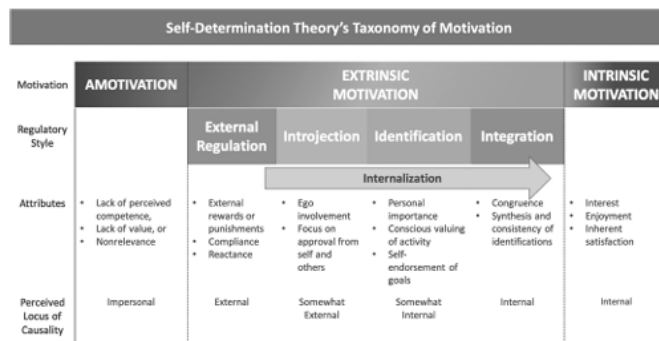 Self-Determination Theory's Taxonomy of Motivation
Motivation
AMOTIVATION
EXTRINSIC
MOTIVATION
INTRINSIC
MOTIVATION
Regulatory
Style
External
Regulation
Introjection
Identification
Integration
Internalization
Attributes
• Lack of perceived
competence,
• Lack of value, or
• Nonrelevance
• External
rewards or
punishments
• Compliance
• Reactance
• Ego
involvement
• Focus on
approval from
self and
others
• Personal
importance
• Conscious valuing
of activity
• Self-
endorsement of
goals
• Congruence
• Synthesis and
consistency of
identifications
• Interest
• Enjoyment
• Inherent
satisfaction
Perceived
Locus of
Causality
Impersonal
External
Somewhat
External
Somewhat
Internal
Internal
Internal